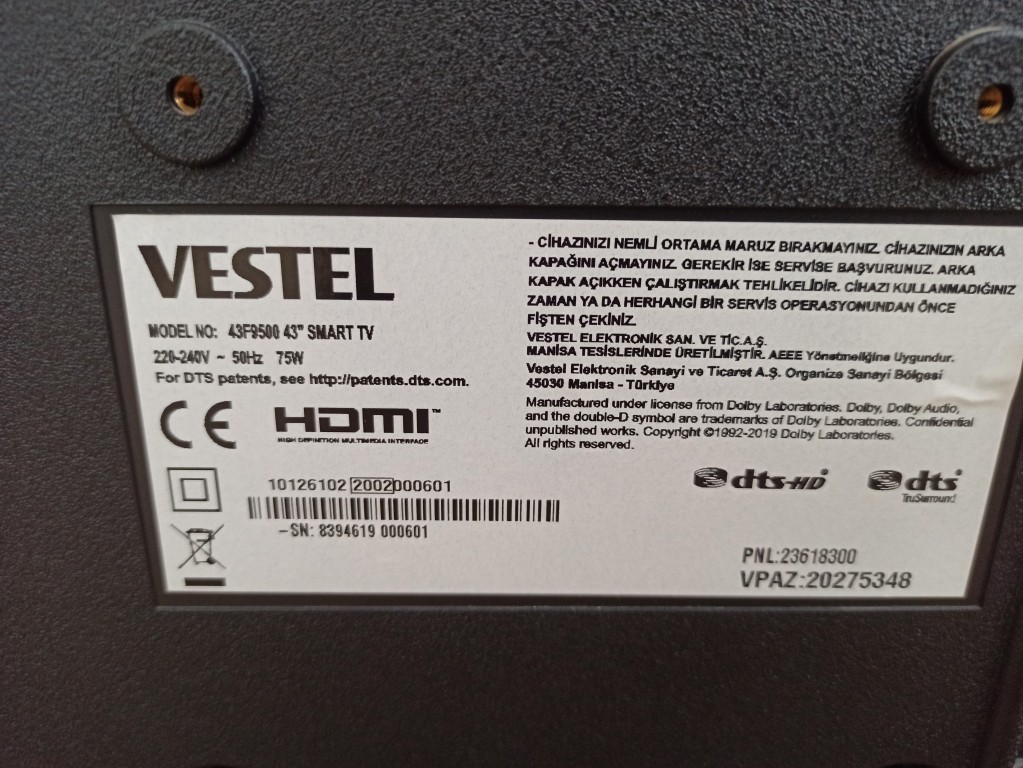 VESTEL
MODEL NO: 43F9500 43" SMART TV
220-240V ~ 50Hz 75W
For DTS patents, see http://patents.dts.com.
CE HDMI™
HIGH DEFINITION MULTIMEDIA INTERFACE
10126102 2002000601
-SN: 8394619 000601
- CİHAZINIZI NEMLİ ORTAMA MARUZ BIRAKMAYINIZ. CİHAZINIZIN ARKA
KAPAĞINI AÇMAYINIZ. GEREKİR İSE SERVİSE BAŞVURUNUZ. ARKA
KAPAK AÇIKKEN ÇALIŞTIRMAK TEHLİKELİDİR. CİHAZI KULLANMADIĞINIZ
ZAMAN YA DA HERHANGİ BİR SERVİS OPERASYONUNDAN ÖNCE
FİŞTEN ÇEKİNİZ.
VESTEL ELEKTRONİK SAN. VE TİC.A.Ş.
MANİSA TESİSLERİNDE ÜRETİLMİŞTİR. AEEE Yönetmeliğine Uygundur.
Vestel Elektronik Sanayi ve Ticaret A.Ş. Organize Sanayi Bölgesi
45030 Manisa - Türkiye
Manufactured under license from Dolby Laboratories. Dolby, Dolby Audio,
and the double-D symbol are trademarks of Dolby Laboratories. Confidential
unpublished works. Copyright ©1992-2019 Dolby Laboratories.
All rights reserved.
dts-HD dts
TruSurround
PNL:23618300
VPAZ:20275348